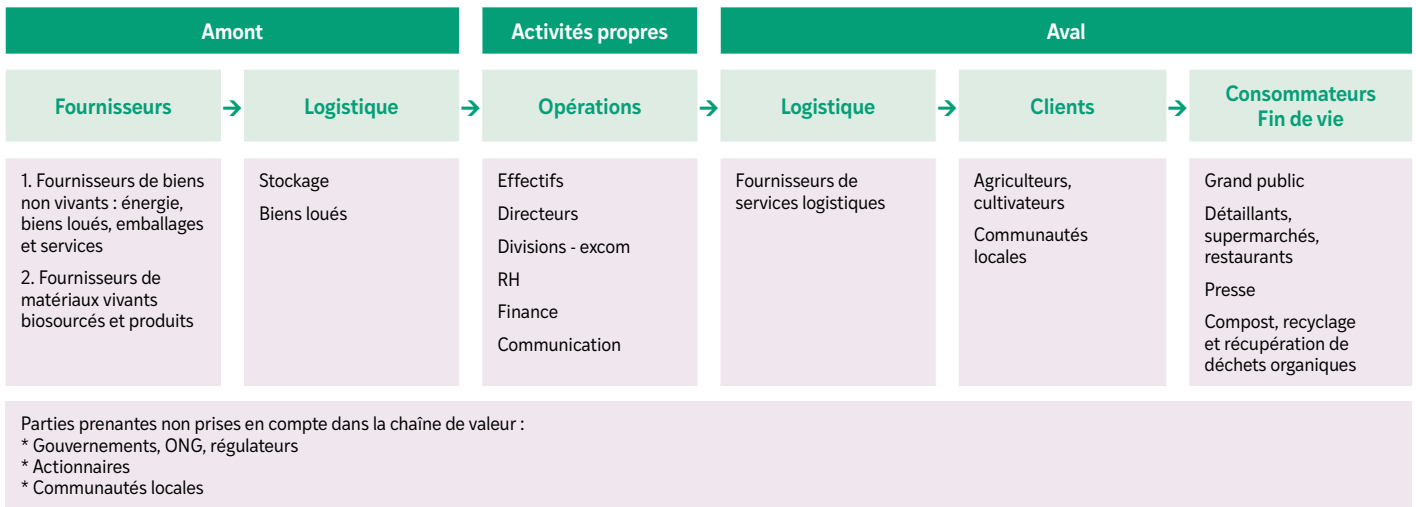 Amont
Activités propres
Aval
Fournisseurs
Logistique
Opérations
Logistique
Clients
Consommateurs
Fin de vie
1. Fournisseurs de biens
non vivants : énergie,
biens loués, emballages
et services
2. Fournisseurs de
matériaux vivants
biosourcés et produits
Stockage
Biens loués
Effectifs
Directeurs
Divisions - excom
RH
Finance
Communication
Fournisseurs de
services logistiques
Agriculteurs,
cultivateurs
Communautés
locales
Grand public
Détaillants,
supermarchés,
restaurants
Presse
Compost, recyclage
et récupération de
déchets organiques
Parties prenantes non prises en compte dans la chaîne de valeur :
* Gouvernements, ONG, régulateurs
* Actionnaires
* Communautés locales